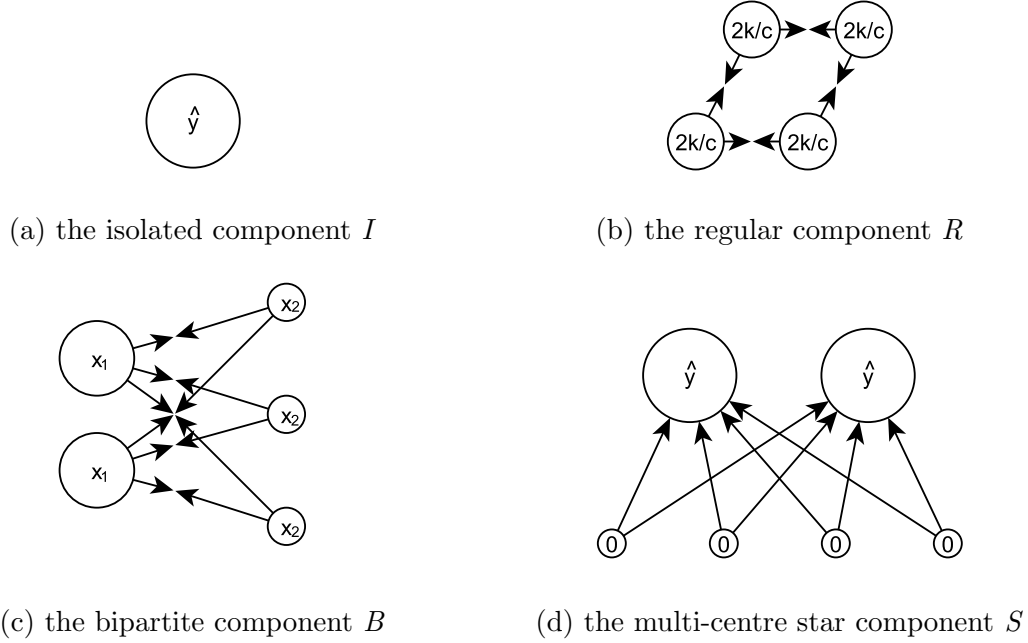 2k/c 2k/c
ŷ
2k/c 2k/c
(a) the isolated component I (b) the regular component R
x₂
x₁
ŷ ŷ
x₂
x₁
x₂
0 0 0 0
(c) the bipartite component B (d) the multi-centre star component S